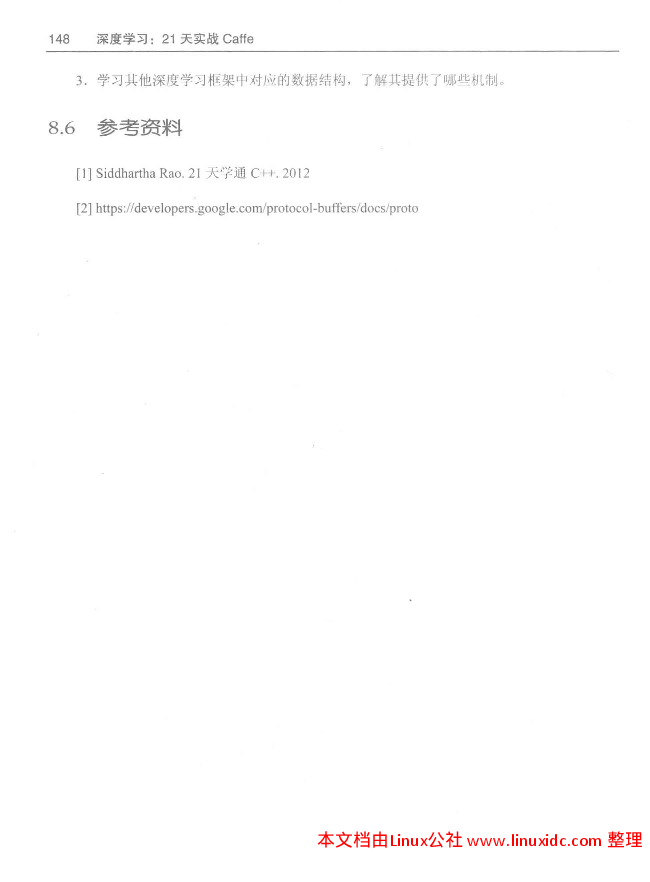 148 深度学习：21 天实战 Caffe
3．学习其他深度学习框架中对应的数据结构，了解其提供了哪些机制。
8.6 参考资料
[1] Siddhartha Rao. 21 天学通 C++. 2012
[2] https://developers.google.com/protocol-buffers/docs/proto
本文档由Linux公社 www.linuxidc.com 整理